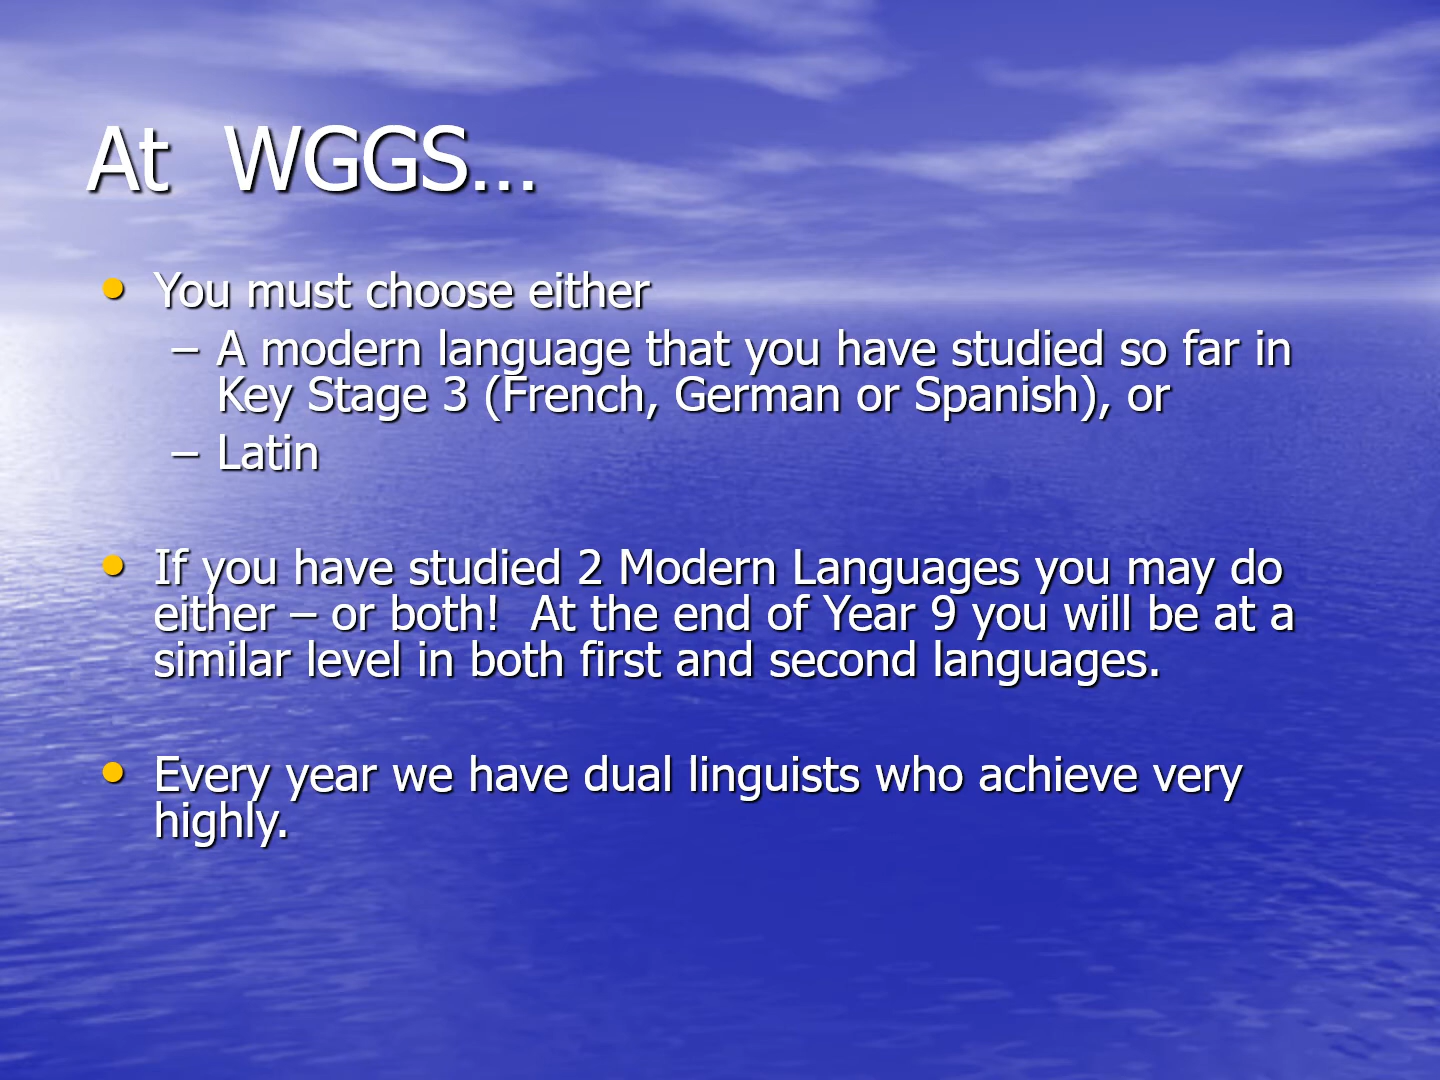 At  WGGS…
• You must choose either
– A modern language that you have studied so far in
Key Stage 3 (French, German or Spanish), or
– Latin
• If you have studied 2 Modern Languages you may do
either – or both!  At the end of Year 9 you will be at a
similar level in both first and second languages.
• Every year we have dual linguists who achieve very
highly.